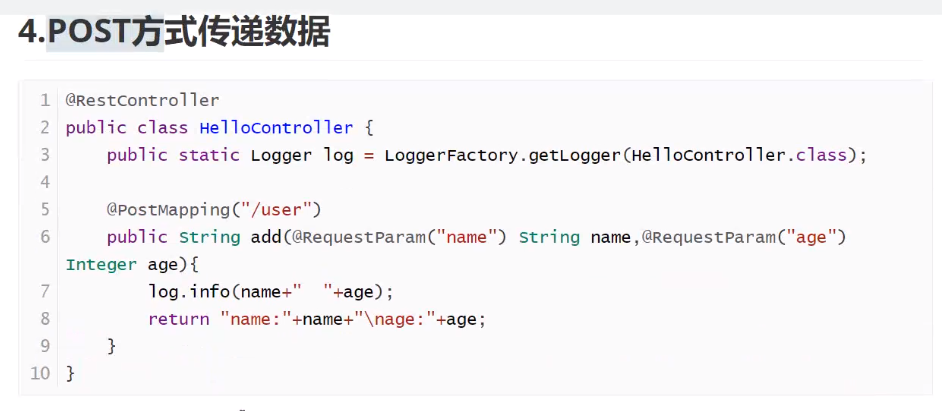 4.POST方式传递数据
1 @RestController
2 public class HelloController {
3 public static Logger log = LoggerFactory.getLogger(HelloController.class);
4
5 @PostMapping("/user")
6 public String add(@RequestParam("name") String name,@RequestParam("age")
Integer age){
7 log.info(name+"  "+age);
8 return "name:"+name+"\nage:"+age;
9 }
10 }